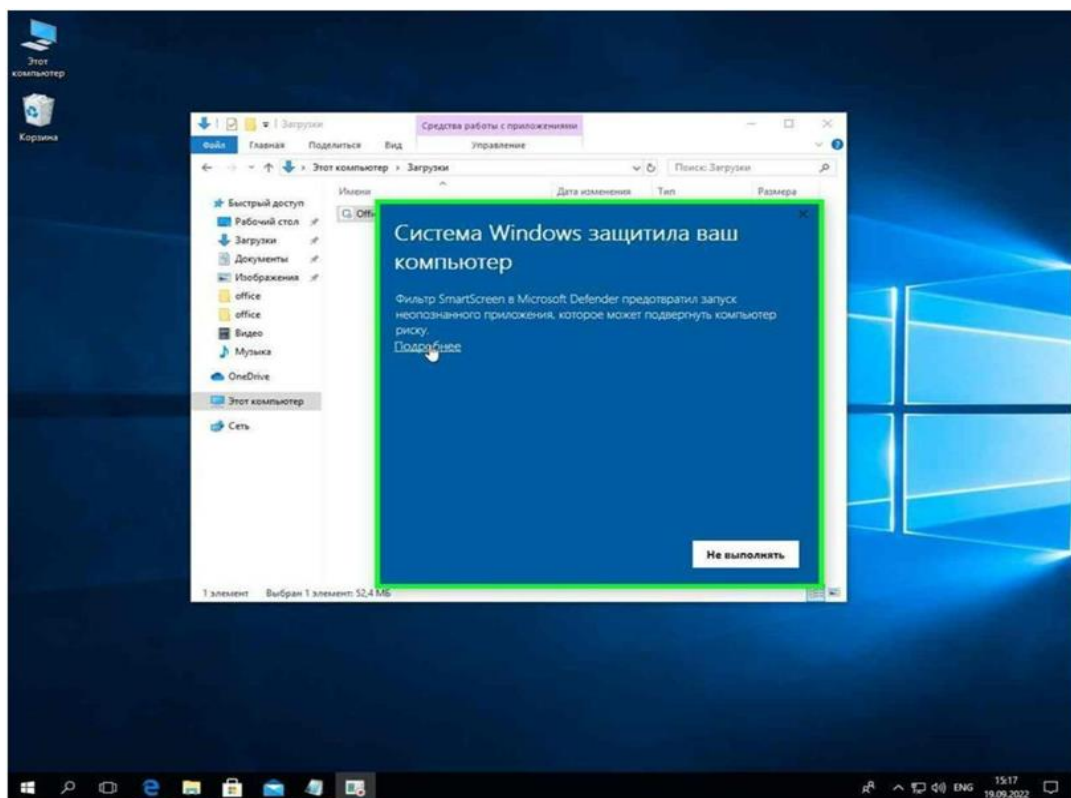 Этот
компьютер
Корзина
Загрузки
Средства работы с приложениями
Файл Главная Поделиться Вид Управление
Этот компьютер › Загрузки
Поиск: Загрузки
Имени
Дата изменения Тип Размера
Быстрый доступ
Рабочий стол
Загрузки
Документы
Изображения
office
office
Видео
Музыка
OneDrive
Этот компьютер
Сеть
Offi
Система Windows защитила ваш
компьютер
Фильтр SmartScreen в Microsoft Defender предотвратил запуск
неопознанного приложения, которое может подвергнуть компьютер
риску.
Подробнее
Не выполнять
1 элемент Выбран 1 элемент: 52,4 МБ
ENG
15:17
19.09.2022